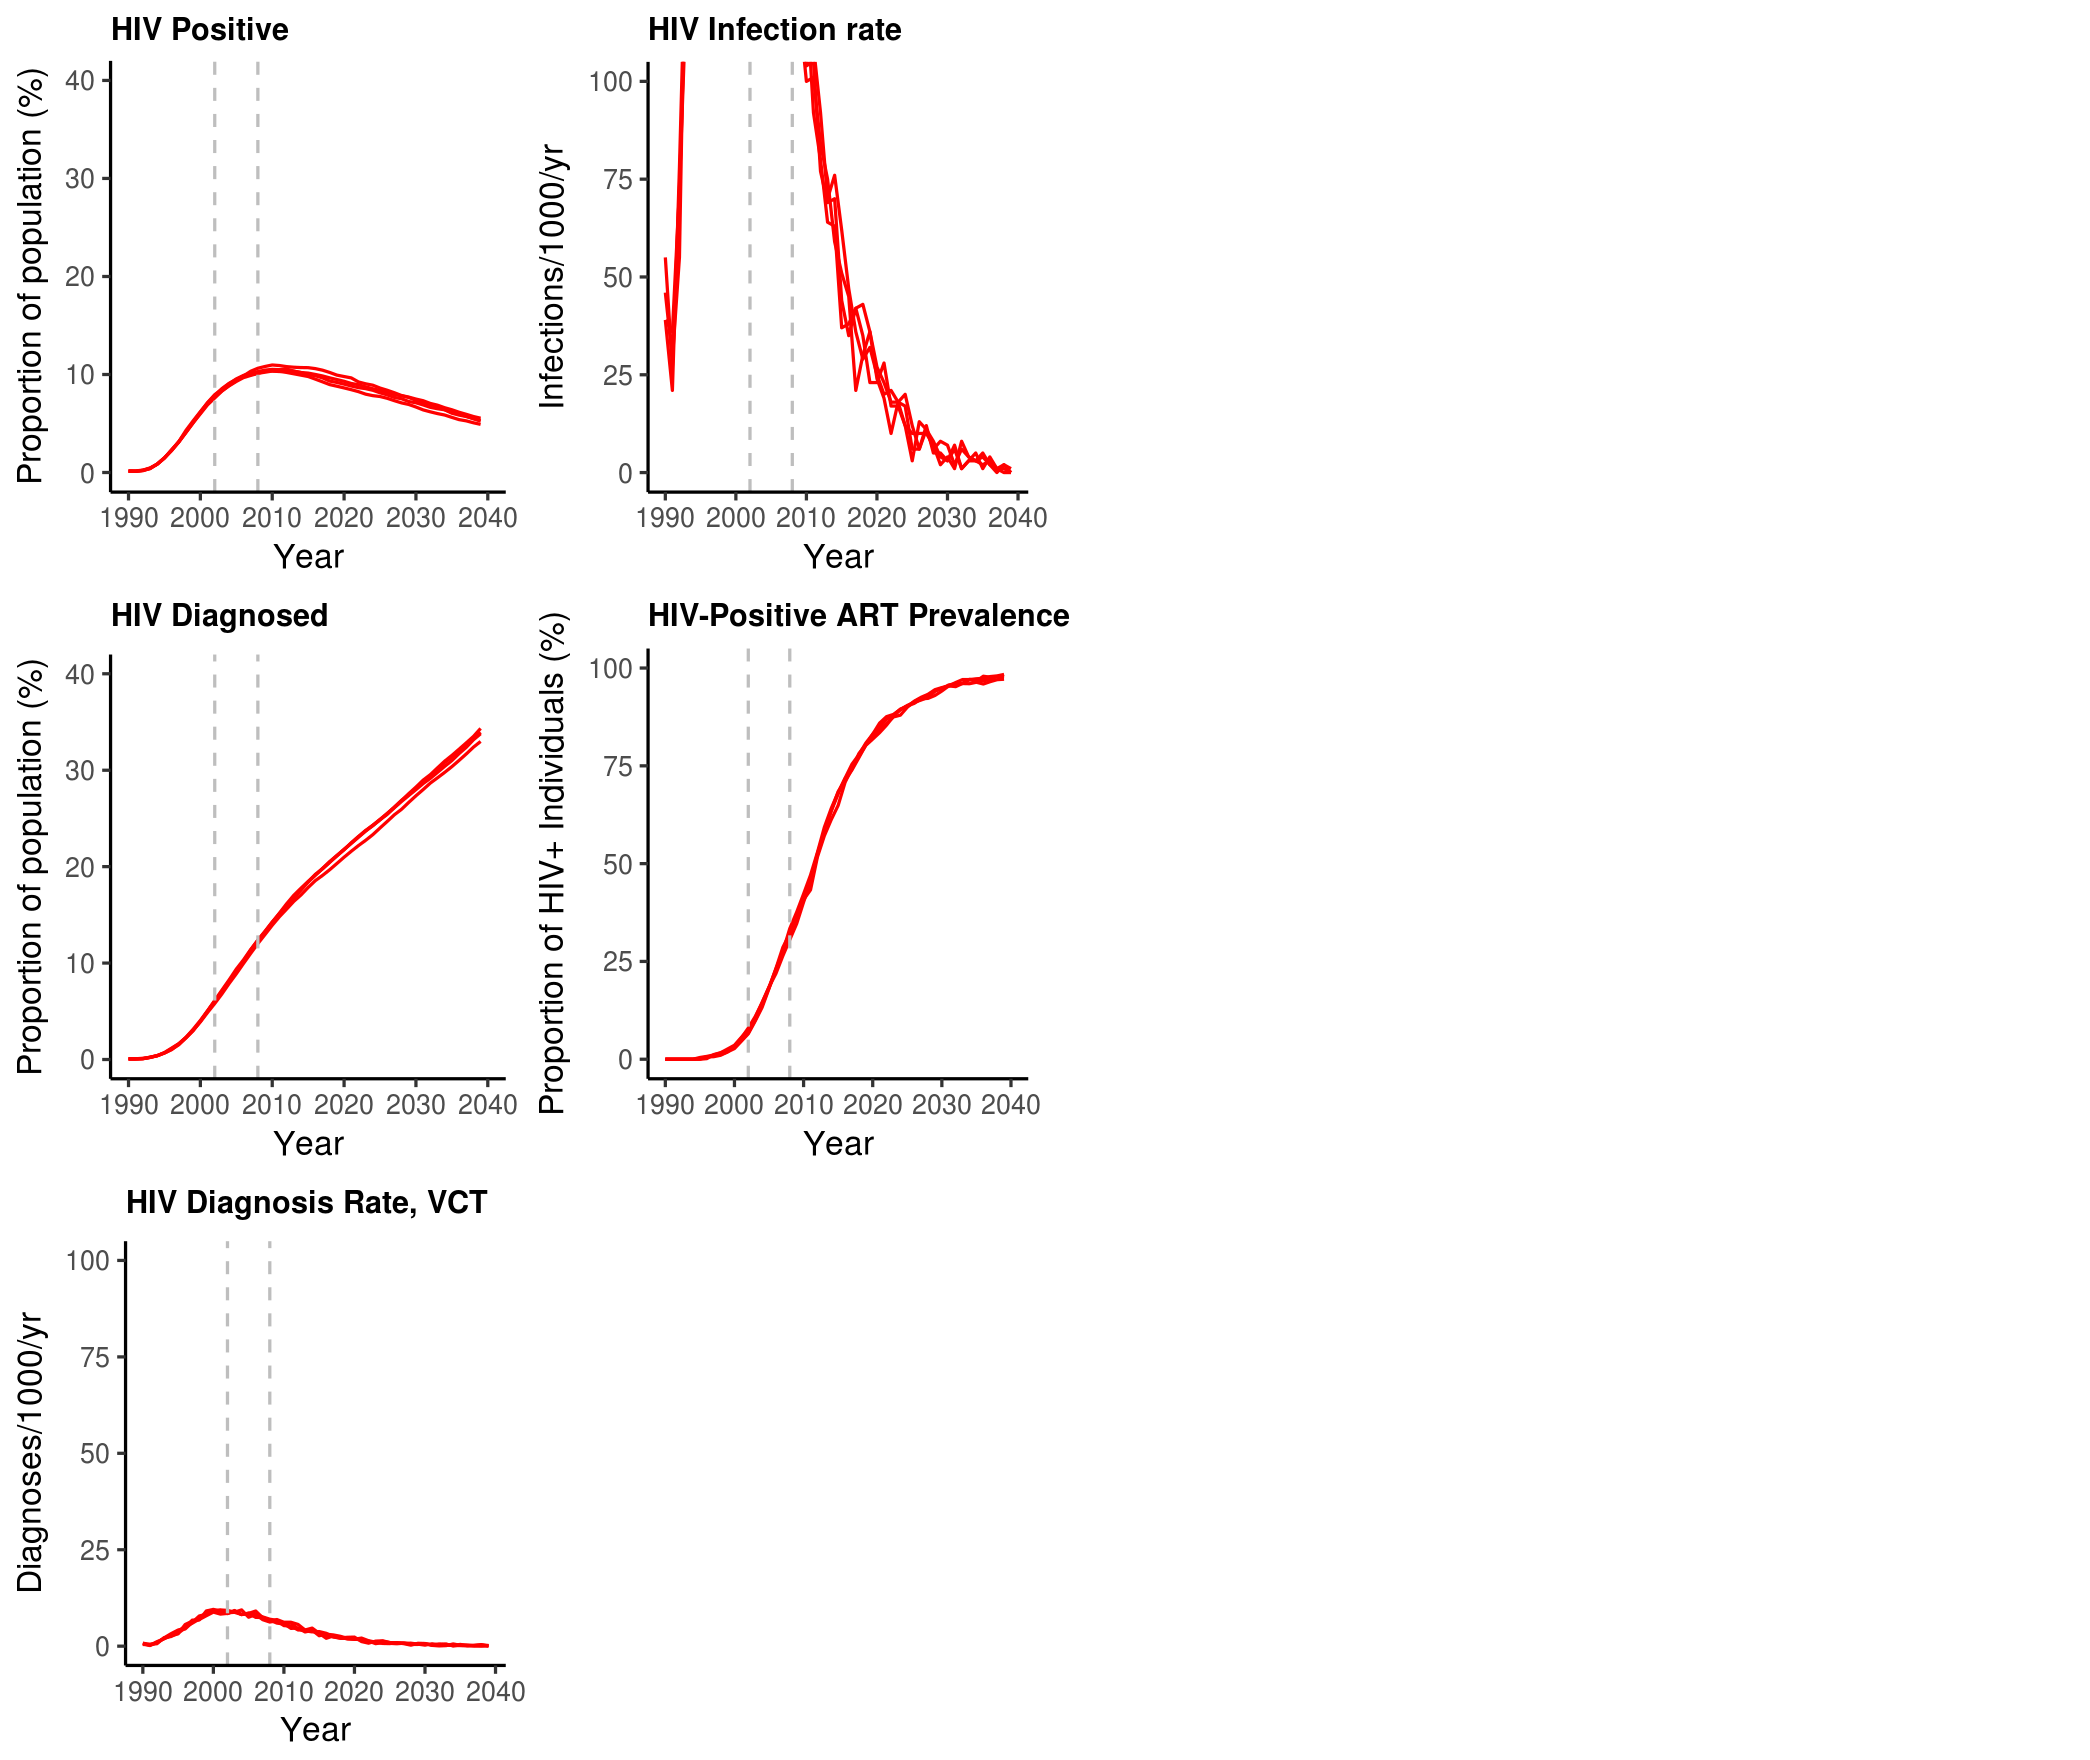 HIV Positive
Proportion of population (%)
40
30
20
10
0
1990 2000 2010 2020 2030 2040
Year
HIV Infection rate
Infections/1000/yr
100
75
50
25
0
1990 2000 2010 2020 2030 2040
Year
HIV Diagnosed
Proportion of population (%)
40
30
20
10
0
1990 2000 2010 2020 2030 2040
Year
HIV-Positive ART Prevalence
Proportion of HIV+ Individuals (%)
100
75
50
25
0
1990 2000 2010 2020 2030 2040
Year
HIV Diagnosis Rate, VCT
Diagnoses/1000/yr
100
75
50
25
0
1990 2000 2010 2020 2030 2040
Year